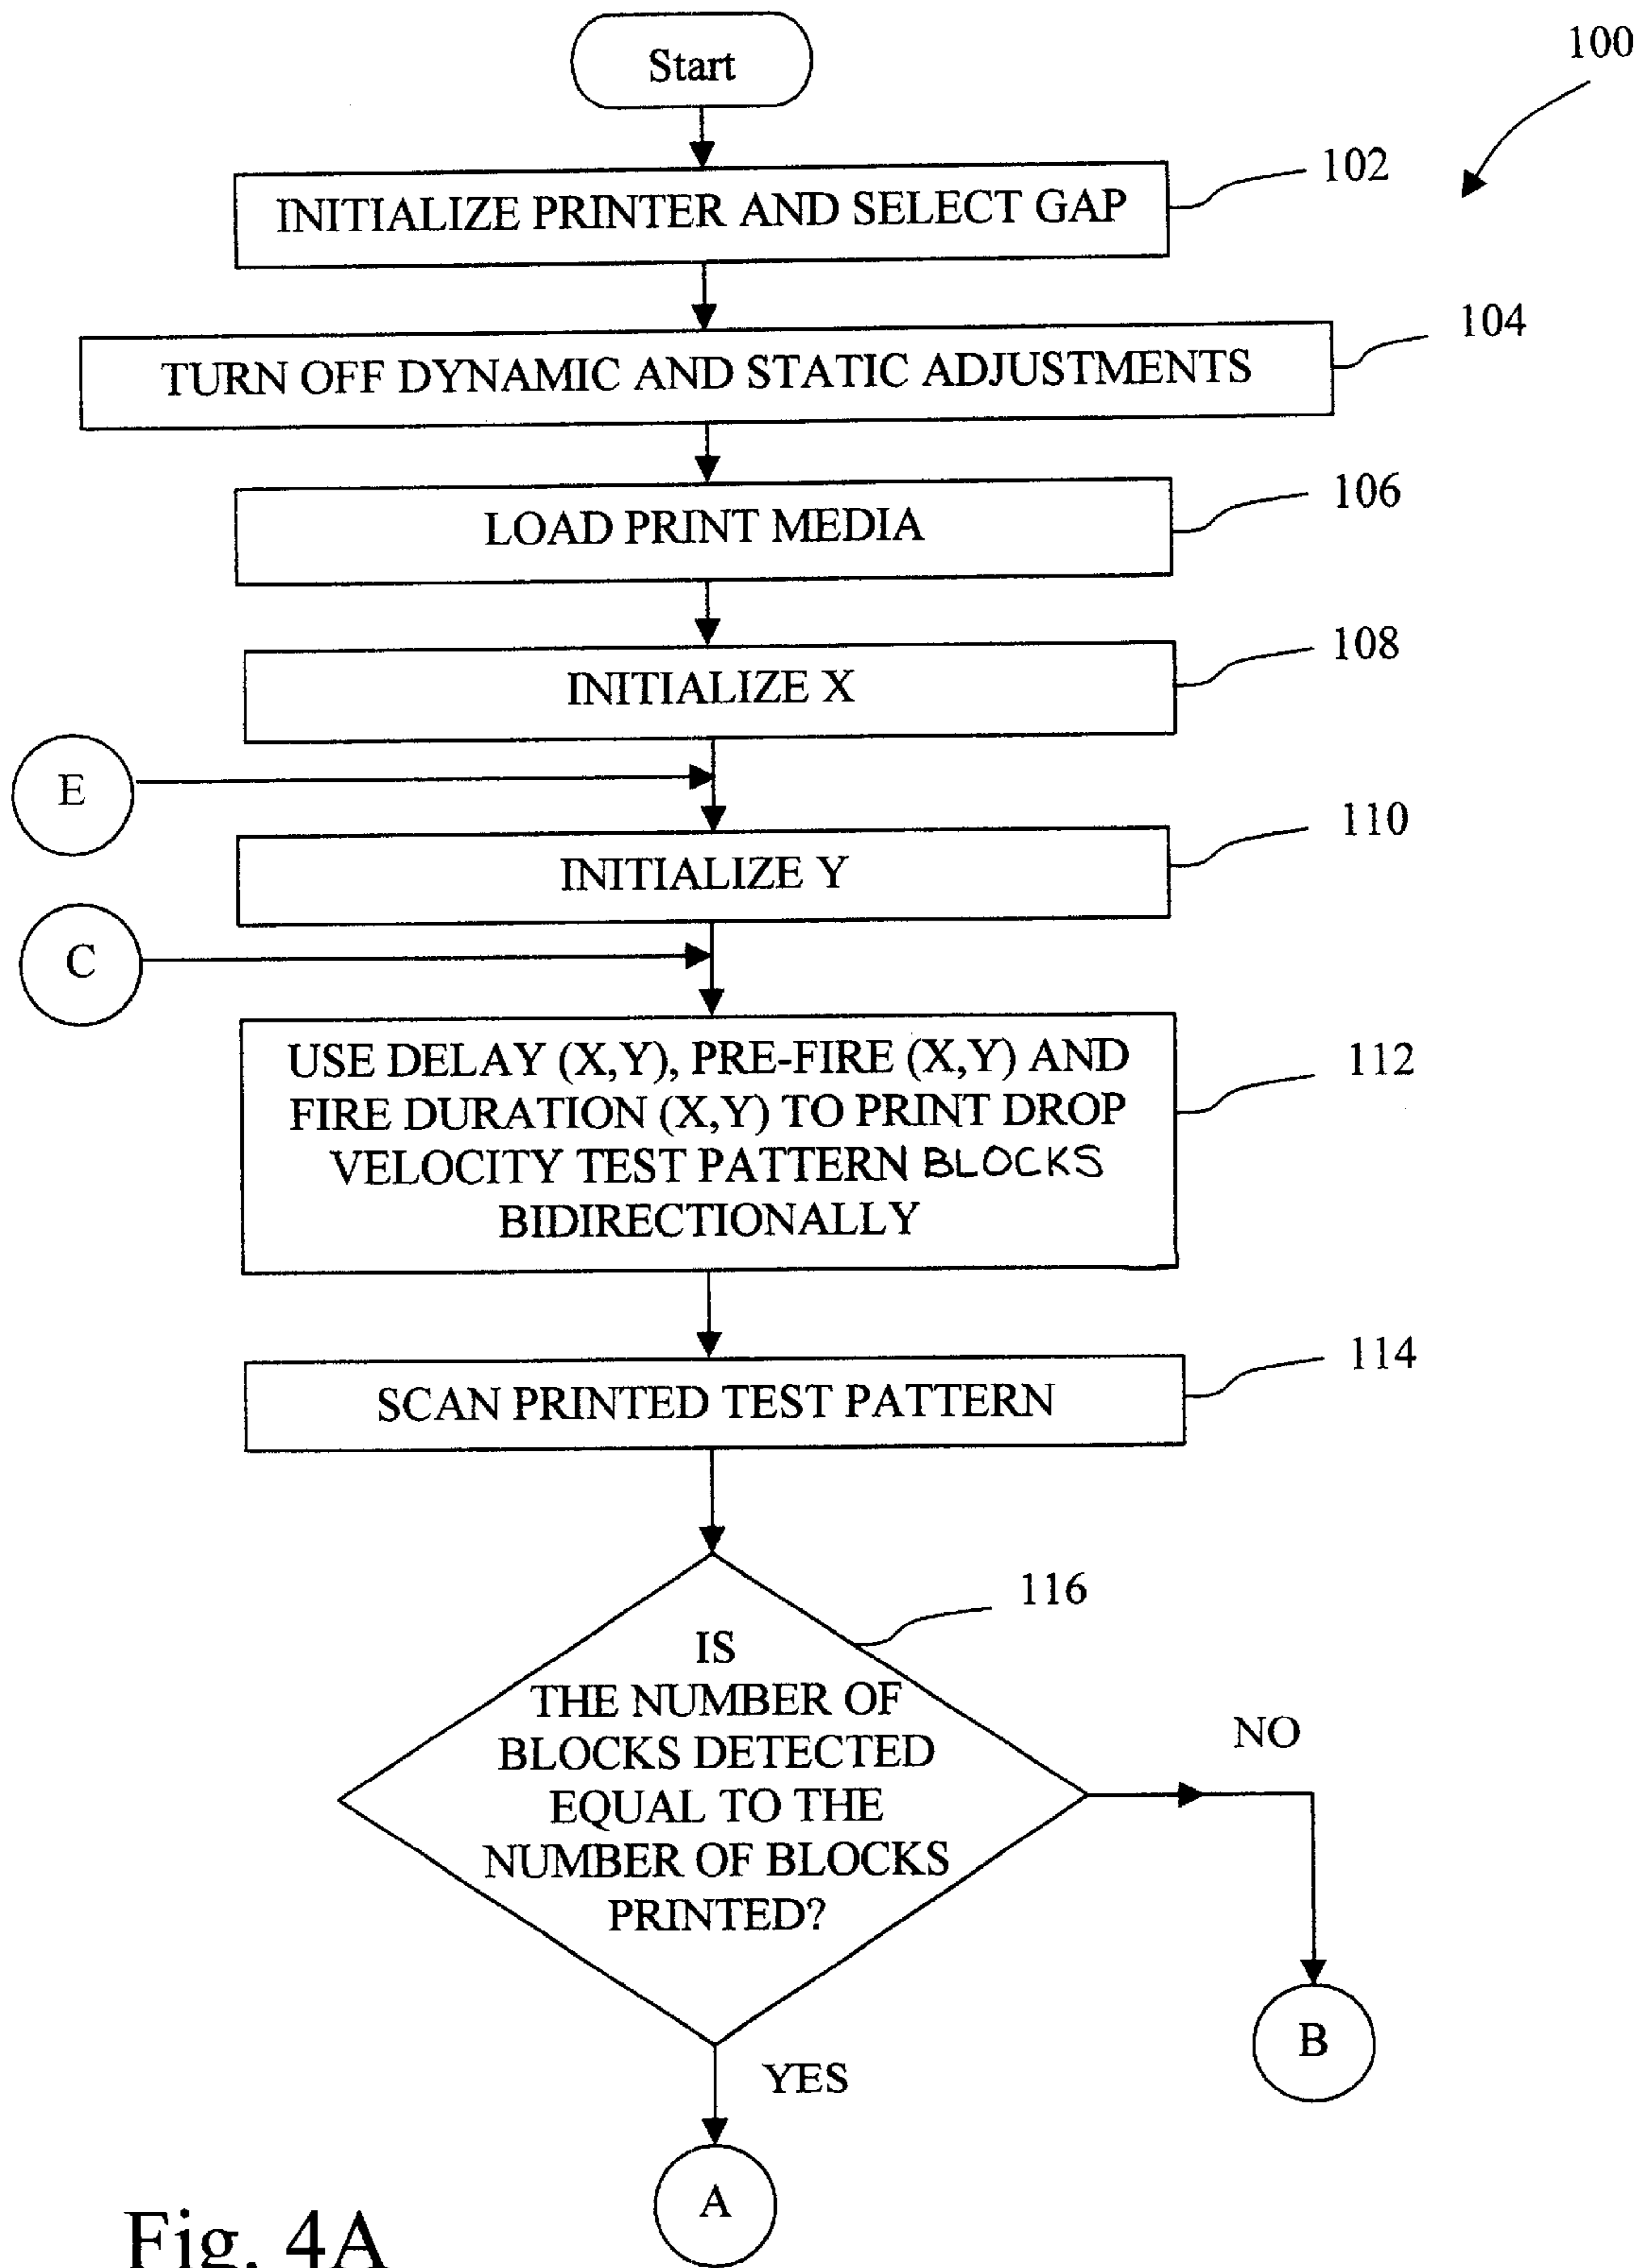 Start
100
INITIALIZE PRINTER AND SELECT GAP
102
TURN OFF DYNAMIC AND STATIC ADJUSTMENTS
104
LOAD PRINT MEDIA
106
INITIALIZE X
108
E
INITIALIZE Y
110
C
USE DELAY (X,Y), PRE-FIRE (X,Y) AND
FIRE DURATION (X,Y) TO PRINT DROP
VELOCITY TEST PATTERN BLOCKS
BIDIRECTIONALLY
112
SCAN PRINTED TEST PATTERN
114
116
IS
THE NUMBER OF
BLOCKS DETECTED
EQUAL TO THE
NUMBER OF BLOCKS
PRINTED?
NO
B
YES
A
Fig. 4A